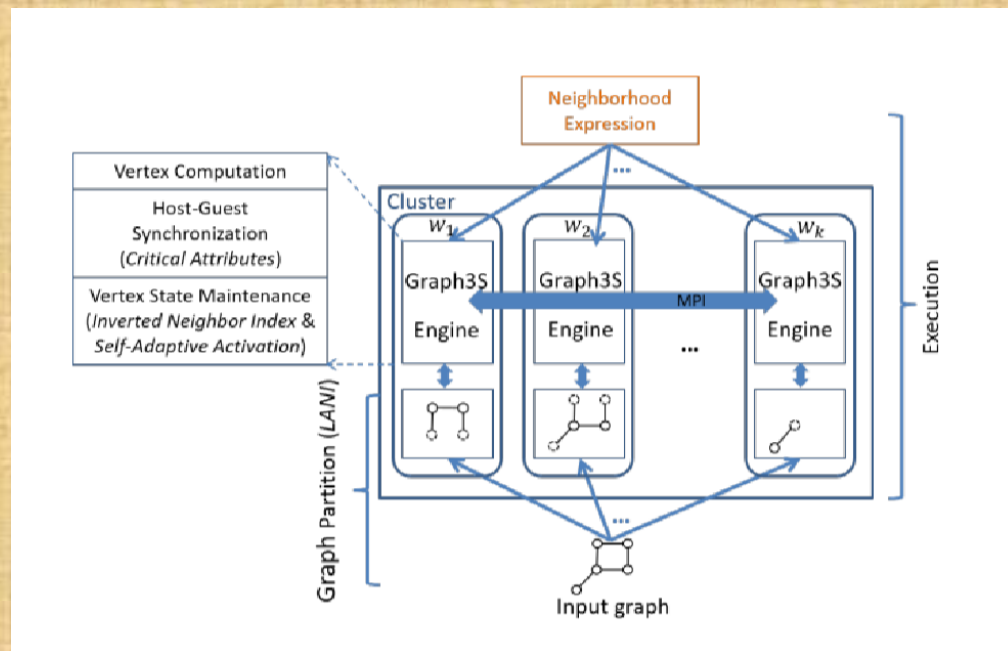 Neighborhood
Expression
...
Vertex Computation
Host-Guest
Synchronization
(Critical Attributes)
Vertex State Maintenance
(Inverted Neighbor Index &
Self-Adaptive Activation)
Cluster
W1
W2
Wk
Graph3S
Graph3S
Graph3S
MPI
Engine
Engine
Engine
...
Execution
Graph Partition (LANI)
...
Input graph